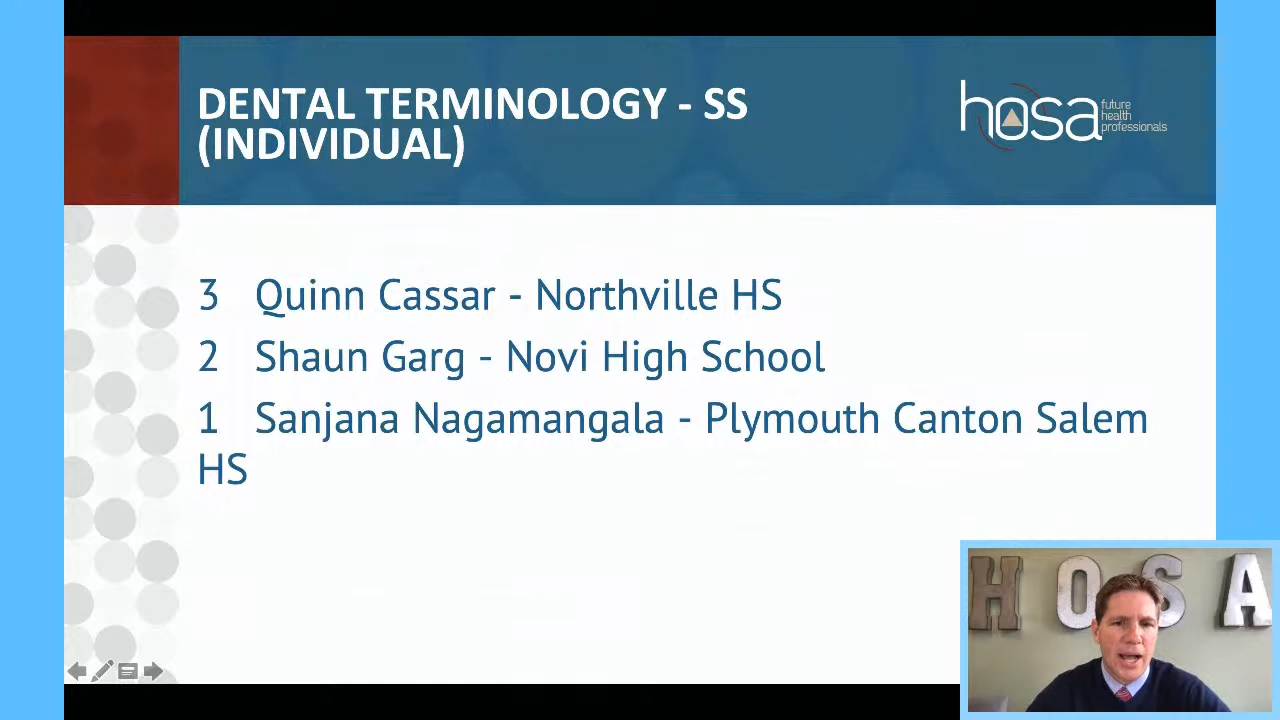 DENTAL TERMINOLOGY - SS
(INDIVIDUAL)
hosa
future
health
professionals
3 Quinn Cassar - Northville HS
2 Shaun Garg - Novi High School
1 Sanjana Nagamangala - Plymouth Canton Salem
HS
HOSA